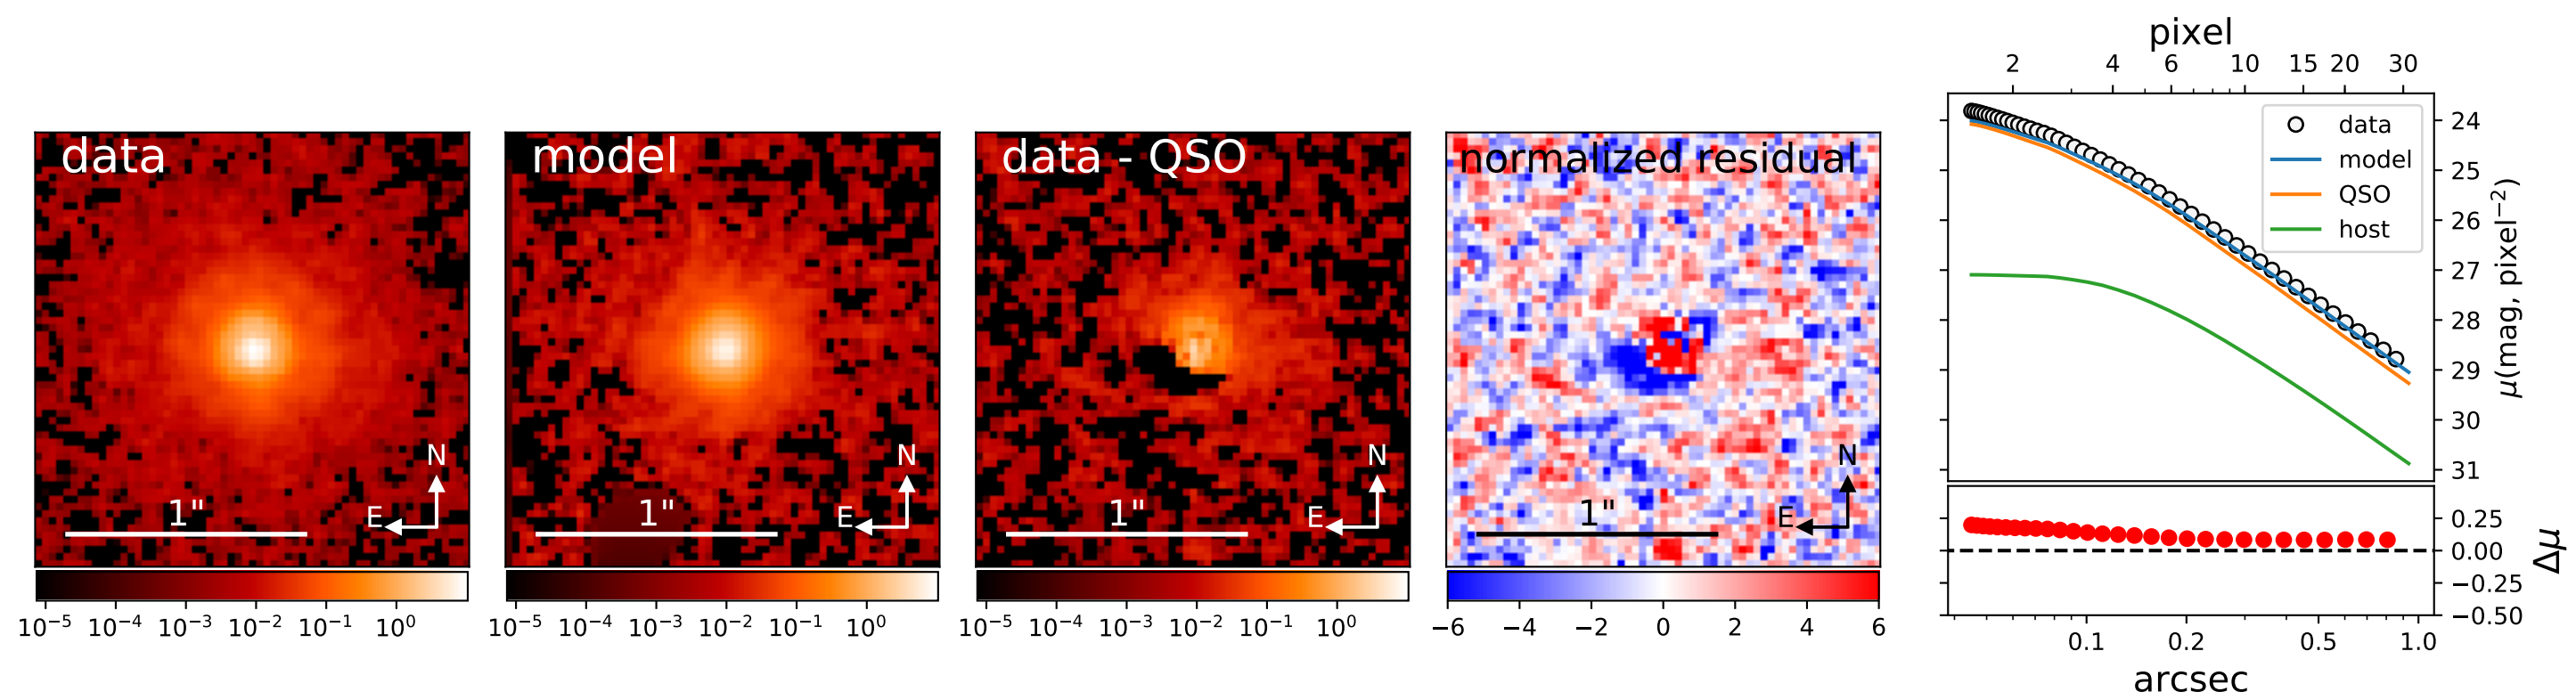 data
N
E
1"
10⁻⁵ 10⁻⁴ 10⁻³ 10⁻² 10⁻¹ 10⁰
model
N
E
1"
10⁻⁵ 10⁻⁴ 10⁻³ 10⁻² 10⁻¹ 10⁰
data - QSO
N
E
1"
10⁻⁵ 10⁻⁴ 10⁻³ 10⁻² 10⁻¹ 10⁰
normalized residual
N
E
1"
−6 −4 −2 0 2 4 6
pixel
2 4 6 10 15 20 30
data
model
QSO
host
24
25
26
27
28
29
30
31
μ(mag, pixel⁻²)
0.25
0.00
−0.25
−0.50
Δμ
0.1 0.2 0.5 1.0
arcsec